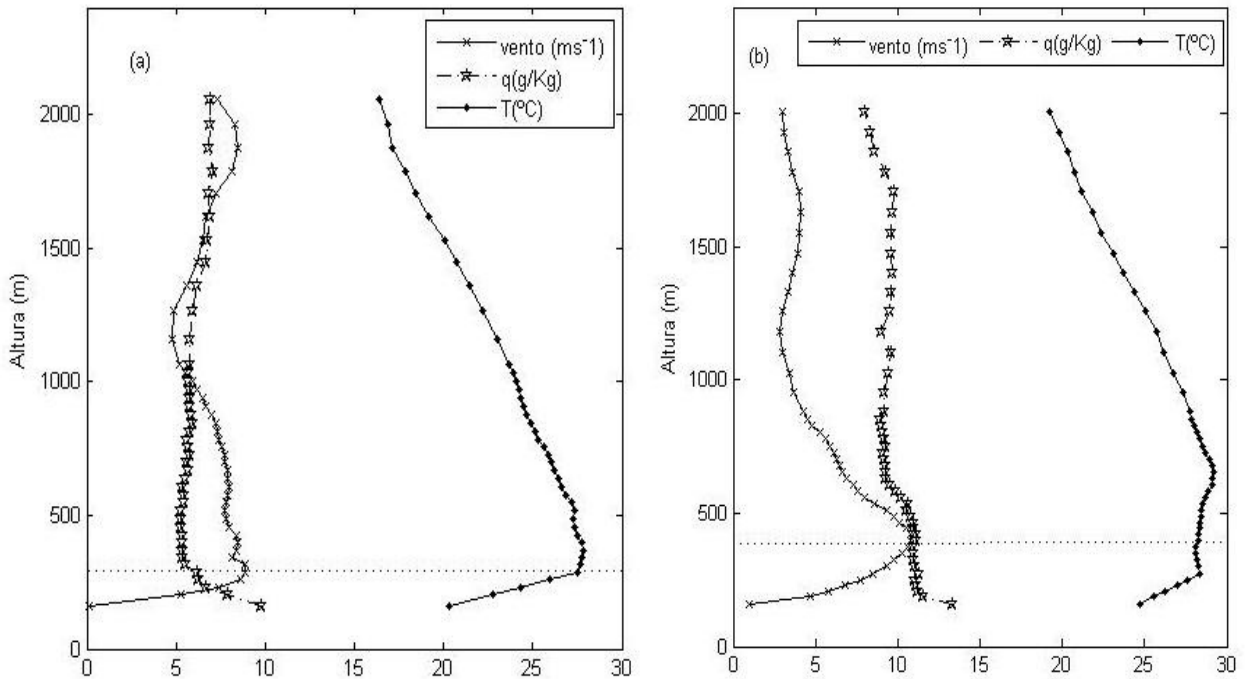 (a)
vento (ms⁻¹)
q(g/Kg)
T(ºC)
Altura (m)
2000
1500
1000
500
0
0 5 10 15 20 25 30
(b)
vento (ms⁻¹) q(g/Kg) T(ºC)
Altura (m)
2000
1500
1000
500
0
0 5 10 15 20 25 30